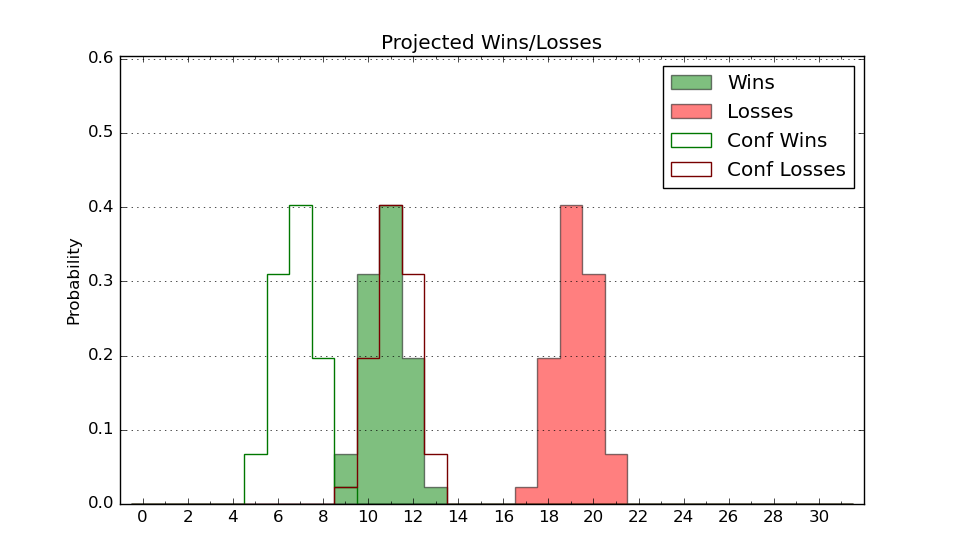 Projected Wins/Losses
0.6
0.5
0.4
0.3
0.2
0.1
0.0
Probability
Wins
Losses
Conf Wins
Conf Losses
0 2 4 6 8 10 12 14 16 18 20 22 24 26 28 30